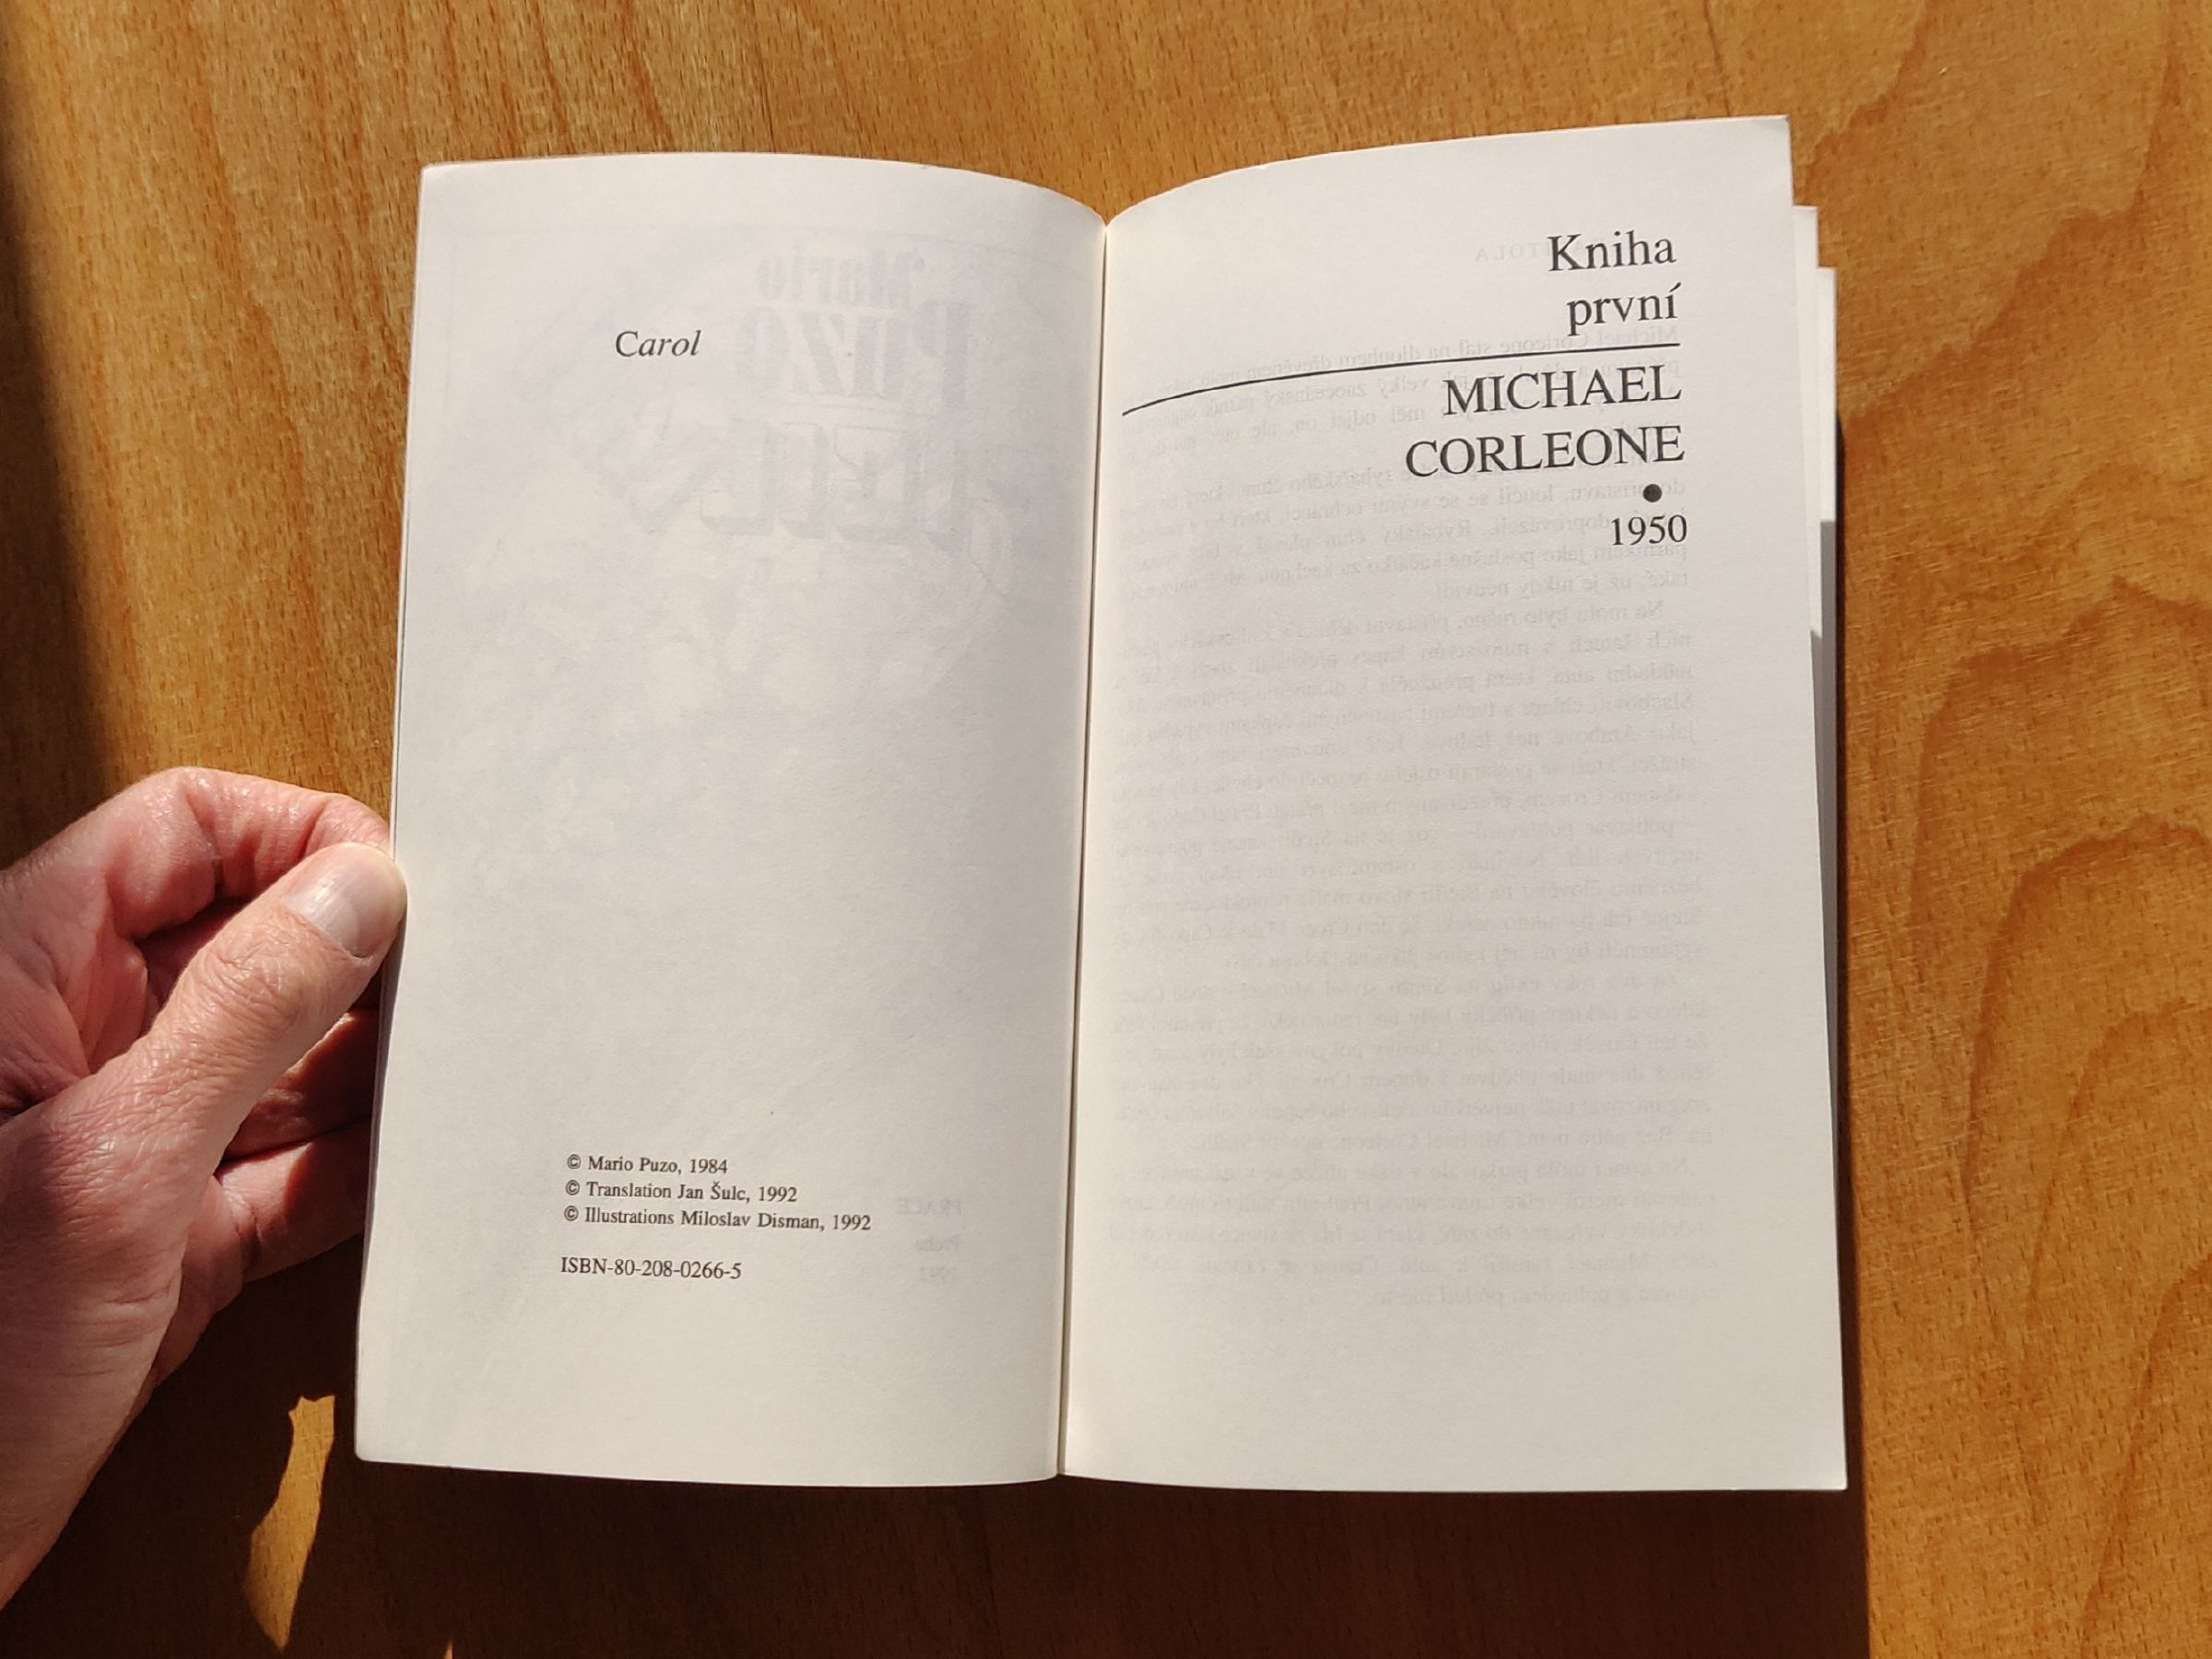 Carol
© Mario Puzo, 1984
© Translation Jan Šulc, 1992
© Illustrations Miloslav Disman, 1992
ISBN-80-208-0266-5
Kniha
první
MICHAEL
CORLEONE
●
1950